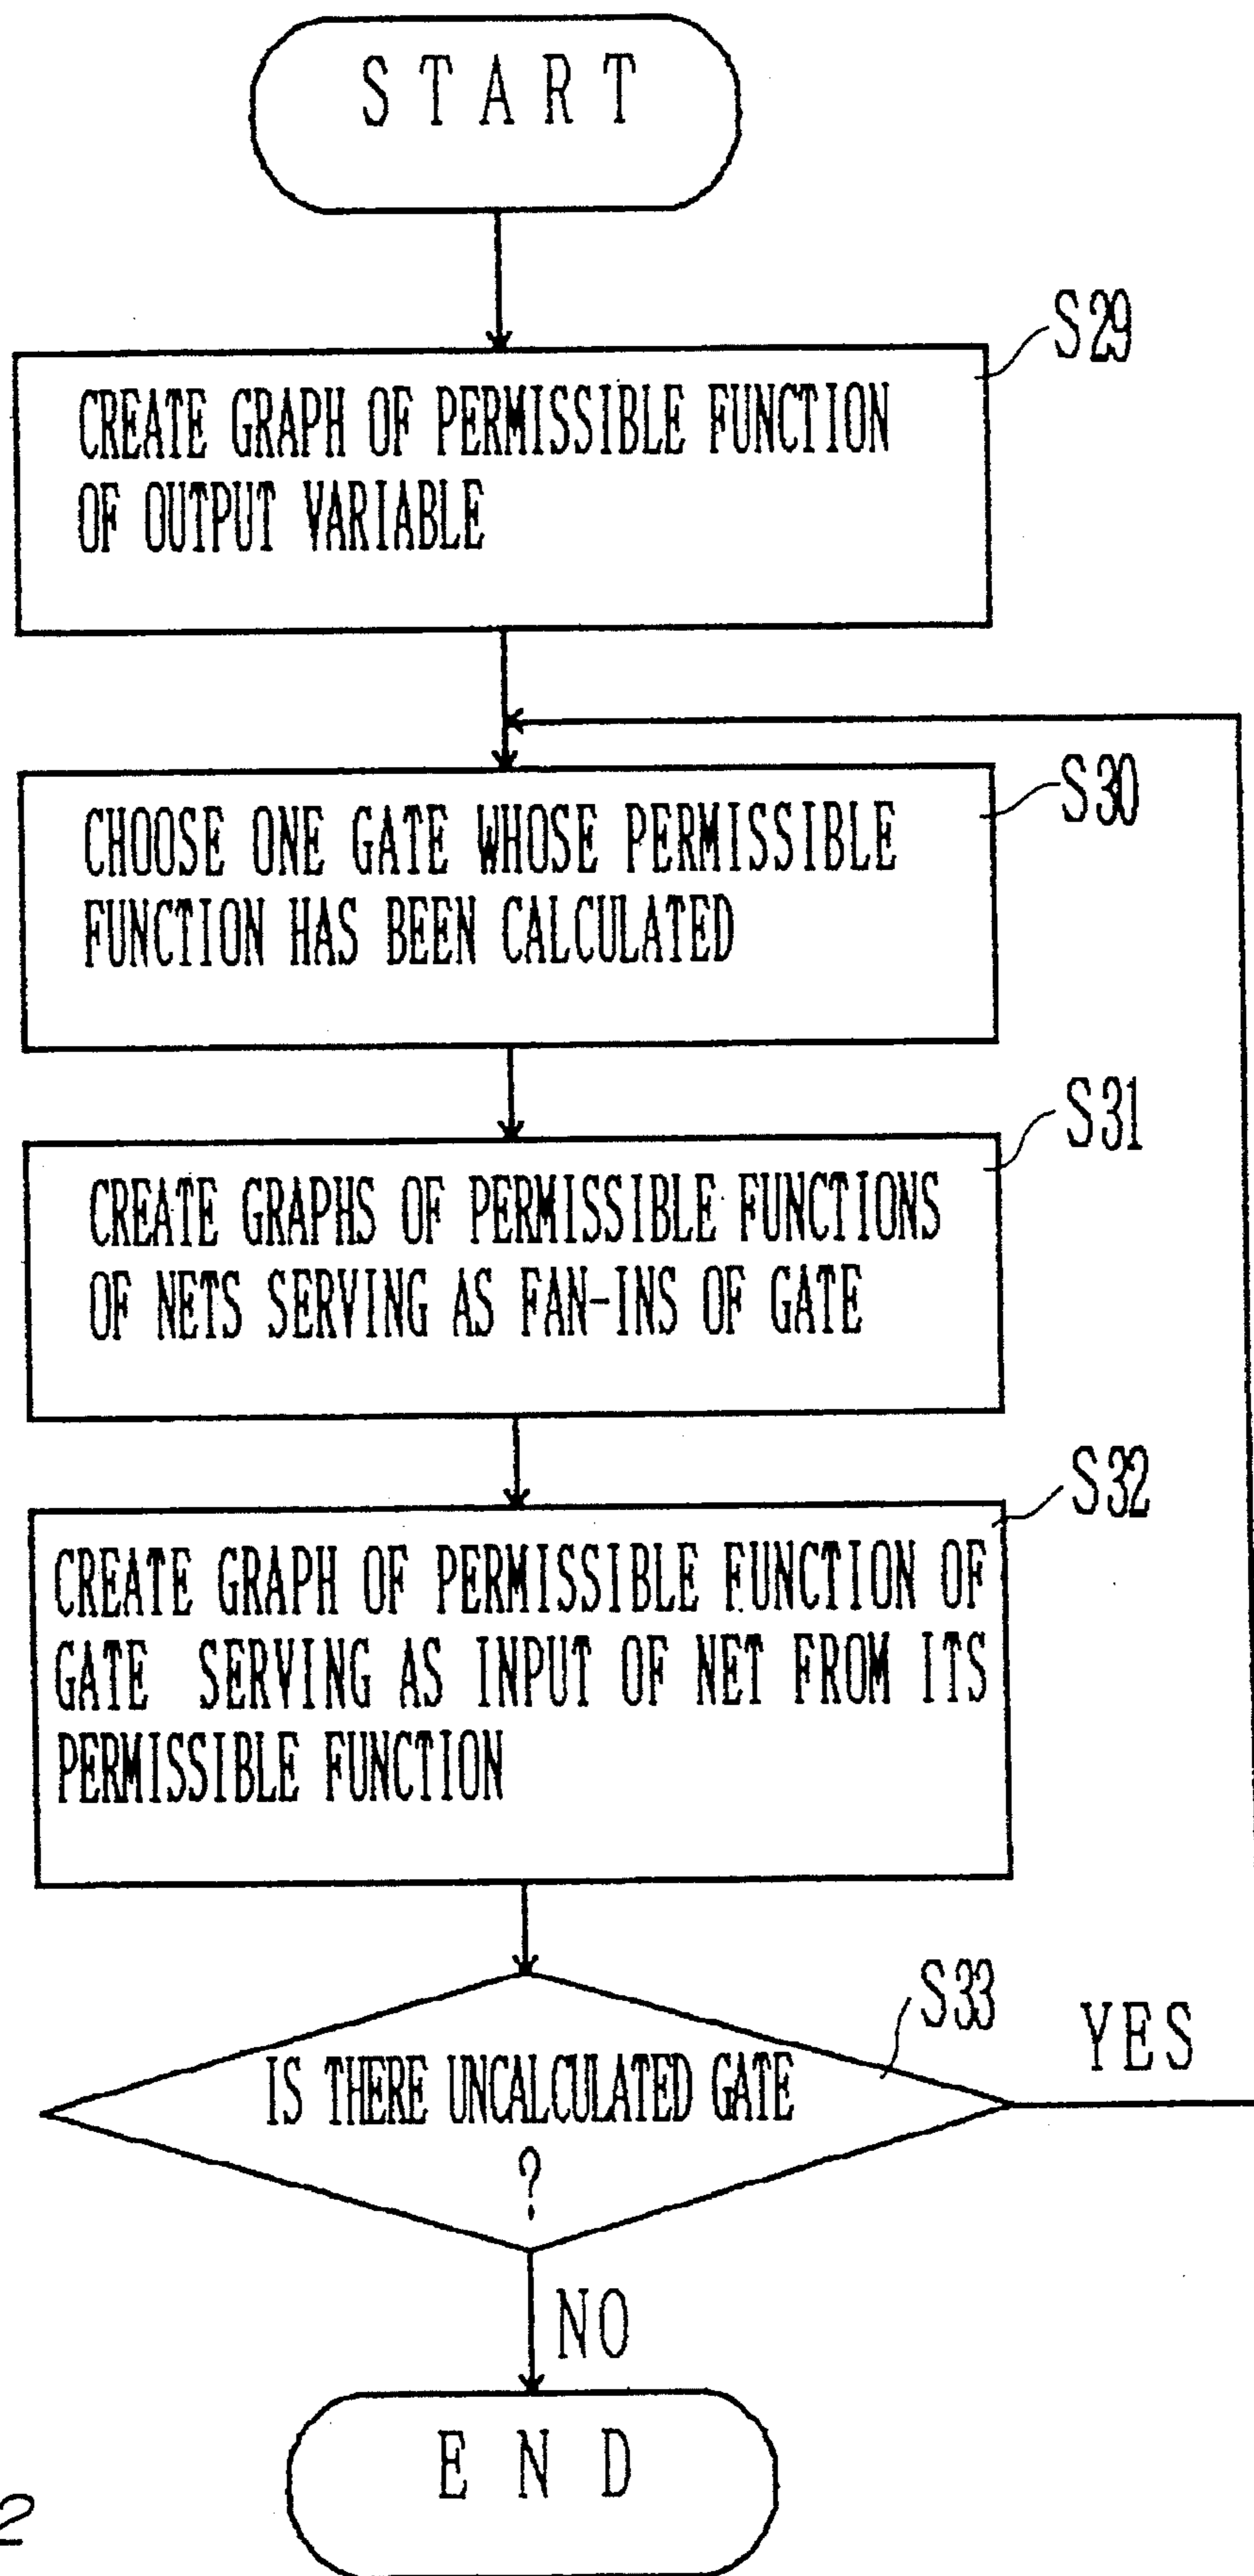 START
S29
CREATE GRAPH OF PERMISSIBLE FUNCTION
OF OUTPUT VARIABLE
S30
CHOOSE ONE GATE WHOSE PERMISSIBLE
FUNCTION HAS BEEN CALCULATED
S31
CREATE GRAPHS OF PERMISSIBLE FUNCTIONS
OF NETS SERVING AS FAN-INS OF GATE
S32
CREATE GRAPH OF PERMISSIBLE FUNCTION OF
GATE SERVING AS INPUT OF NET FROM ITS
PERMISSIBLE FUNCTION
S33
YES
IS THERE UNCALCULATED GATE
?
NO
END
2